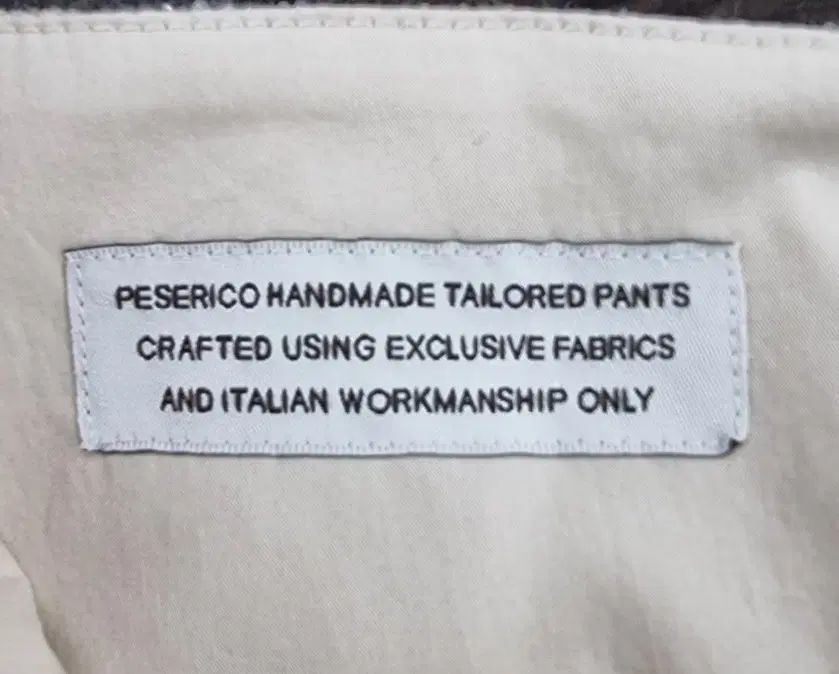 PESERICO HANDMADE TAILORED PANTS
CRAFTED USING EXCLUSIVE FABRICS
AND ITALIAN WORKMANSHIP ONLY